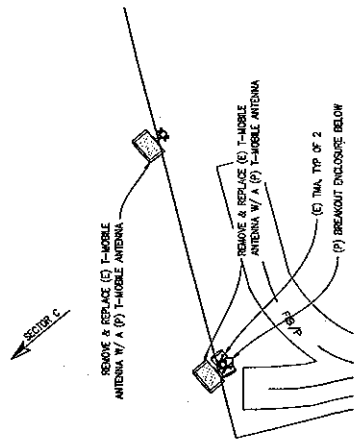 SECTOR C
REMOVE & REPLACE (E) T-MOBILE
ANTENNA W/ A (P) T-MOBILE ANTENNA
REMOVE & REPLACE (E) T-MOBILE
ANTENNA W/ A (P) T-MOBILE ANTENNA
(E) TMA, TYP OF 2
(P) BREAKOUT ENCLOSURE BELOW